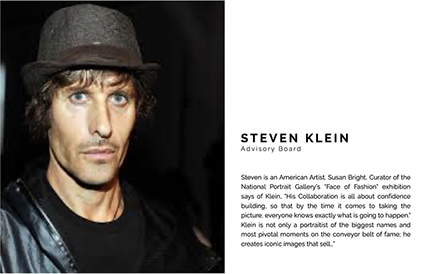 STEVEN KLEIN
Advisory Board
Steven is an American Artist. Susan Bright, Curator of the
National Portrait Gallery's "Face of Fashion" exhibition
says of Klein, "His Collaboration is all about confidence
building, so that by the time it comes to taking the
picture, everyone knows exactly what is going to happen."
Klein is not only a portraitist of the biggest names and
most pivotal moments on the conveyor belt of fame; he
creates iconic images that sell.."